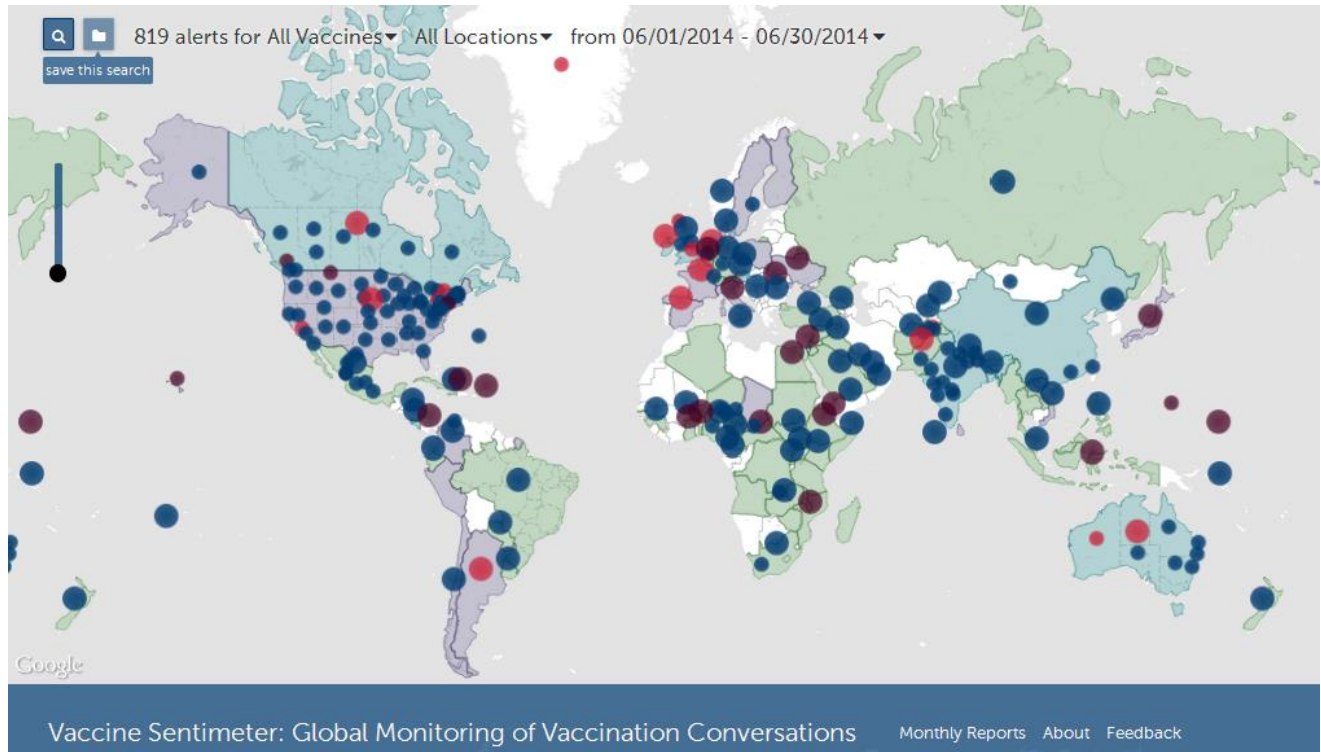 819 alerts for All Vaccines All Locations from 06/01/2014 - 06/30/2014
save this search
Google
Vaccine Sentimeter: Global Monitoring of Vaccination Conversations Monthly Reports About Feedback